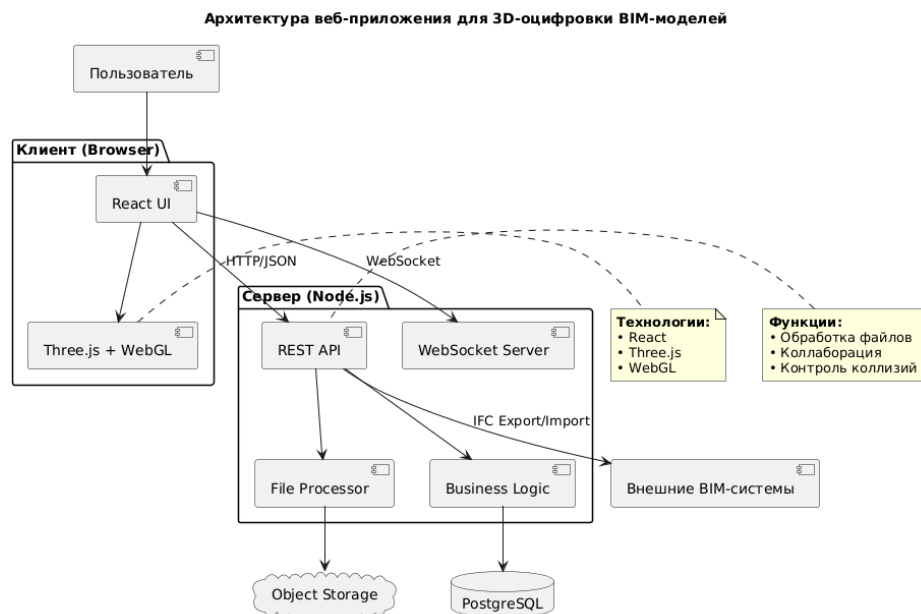 Архитектура веб-приложения для 3D-оцифровки BIM-моделей
Пользователь
Клиент (Browser)
React UI
HTTP/JSON
WebSocket
Сервер (Node.js)
Three.js + WebGL
REST API
WebSocket Server
Технологии:
• React
• Three.js
• WebGL
Функции:
• Обработка файлов
• Коллаборация
• Контроль коллизий
IFC Export/Import
File Processor
Business Logic
Внешние BIM-системы
Object Storage
PostgreSQL